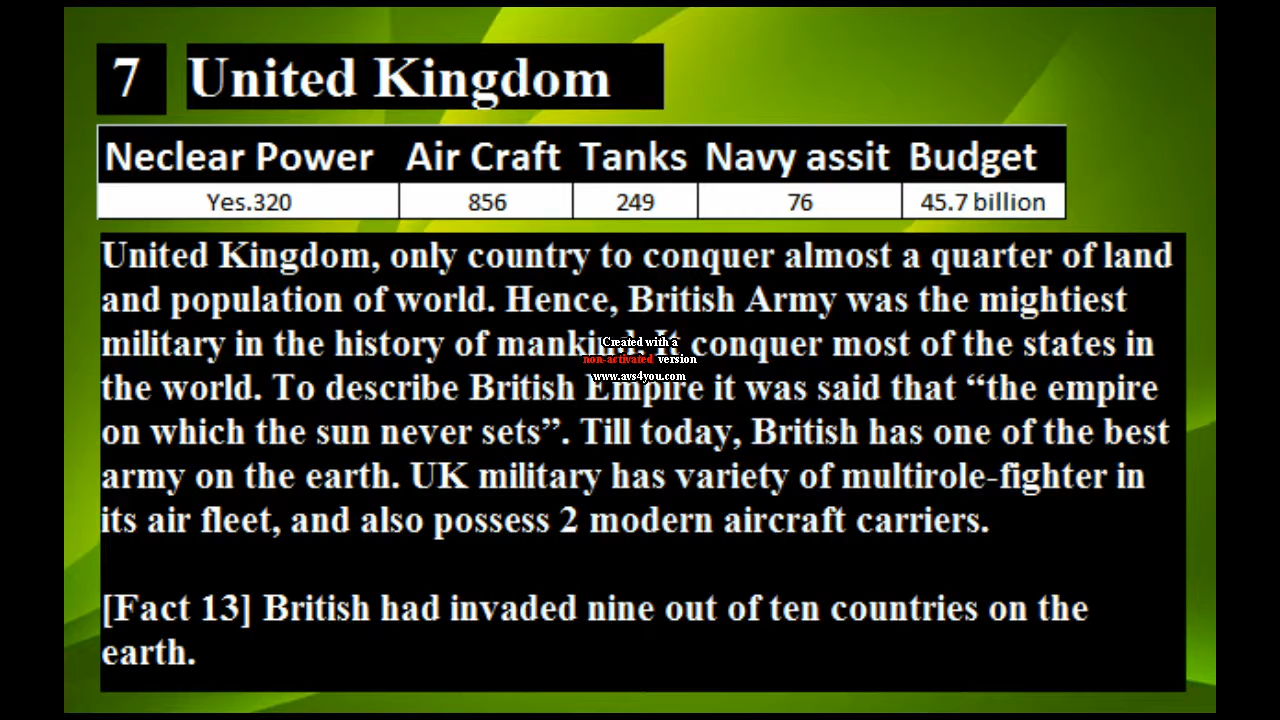 7 United Kingdom
Neclear Power Air Craft Tanks Navy assit Budget
Yes.320 856 249 76 45.7 billion
United Kingdom, only country to conquer almost a quarter of land
and population of world. Hence, British Army was the mightiest
military in the history of mankind. It conquer most of the states in
the world. To describe British Empire it was said that “the empire
on which the sun never sets”. Till today, British has one of the best
army on the earth. UK military has variety of multirole-fighter in
its air fleet, and also possess 2 modern aircraft carriers.
[Fact 13] British had invaded nine out of ten countries on the
earth.
Created with a
non-activated version
www.avs4you.com